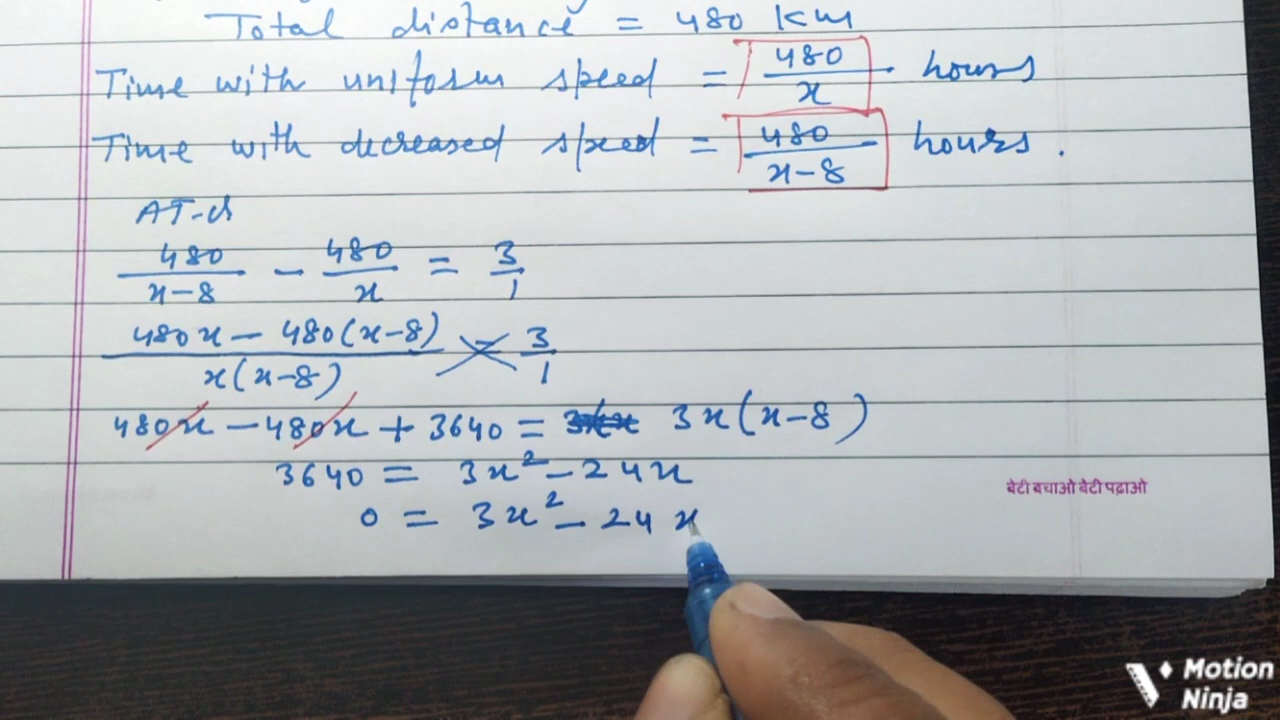 Total distance = 480 Km
Time with uniform speed = 480/x hours
Time with decreased speed = 480/x-8 hours.
AT-Q
480/x-8 - 480/x = 3/1
480x - 480(x-8)/x(x-8) = 3/1
480x - 480x + 3640 = 3x(x-8)
3640 = 3x² - 24x
0 = 3x² - 24x
बेटी बचाओ बेटी पढ़ाओ
Motion
Ninja